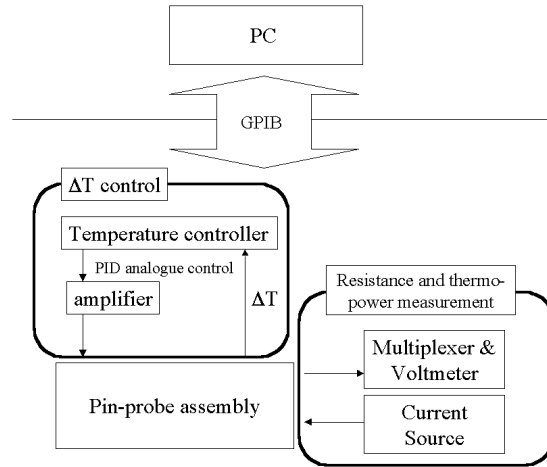 PC
GPIB
ΔT control
Temperature controller
PID analogue control
amplifier
ΔT
Resistance and thermo-
power measurement
Multiplexer &
Voltmeter
Pin-probe assembly
Current
Source